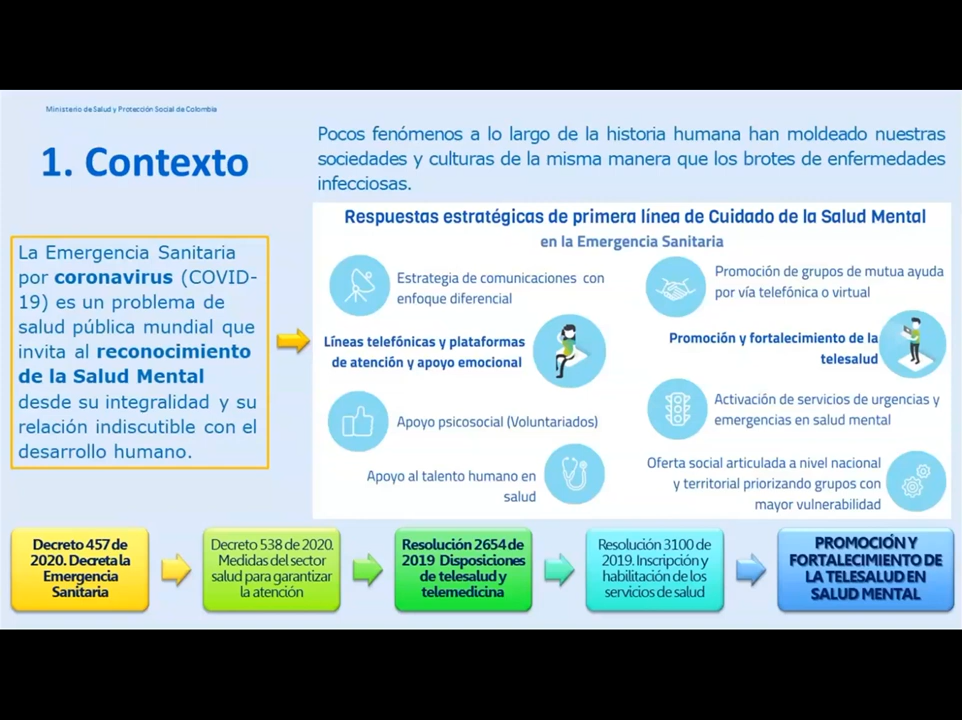 Ministerio de Salud y Protección Social de Colombia
1. Contexto
Pocos fenómenos a lo largo de la historia humana han moldeado nuestras
sociedades y culturas de la misma manera que los brotes de enfermedades
infecciosas.
La Emergencia Sanitaria
por coronavirus (COVID-
19) es un problema de
salud pública mundial que
invita al reconocimiento
de la Salud Mental
desde su integralidad y su
relación indiscutible con el
desarrollo humano.
Respuestas estratégicas de primera línea de Cuidado de la Salud Mental
en la Emergencia Sanitaria
Estrategia de comunicaciones con
enfoque diferencial
Líneas telefónicas y plataformas
de atención y apoyo emocional
Apoyo psicosocial (Voluntariados)
Apoyo al talento humano en
salud
Promoción de grupos de mutua ayuda
por vía telefónica o virtual
Promoción y fortalecimiento de la
telesalud
Activación de servicios de urgencias y
emergencias en salud mental
Oferta social articulada a nivel nacional
y territorial priorizando grupos con
mayor vulnerabilidad
Decreto 457 de
2020. Decreta la
Emergencia
Sanitaria
Decreto 538 de 2020.
Medidas del sector
salud para garantizar
la atención
Resolución 2654 de
2019 Disposiciones
de telesalud y
telemedicina
Resolución 3100 de
2019. Inscripción y
habilitación de los
servicios de salud
PROMOCIÓN Y
FORTALECIMIENTO DE
LA TELESALUD EN
SALUD MENTAL